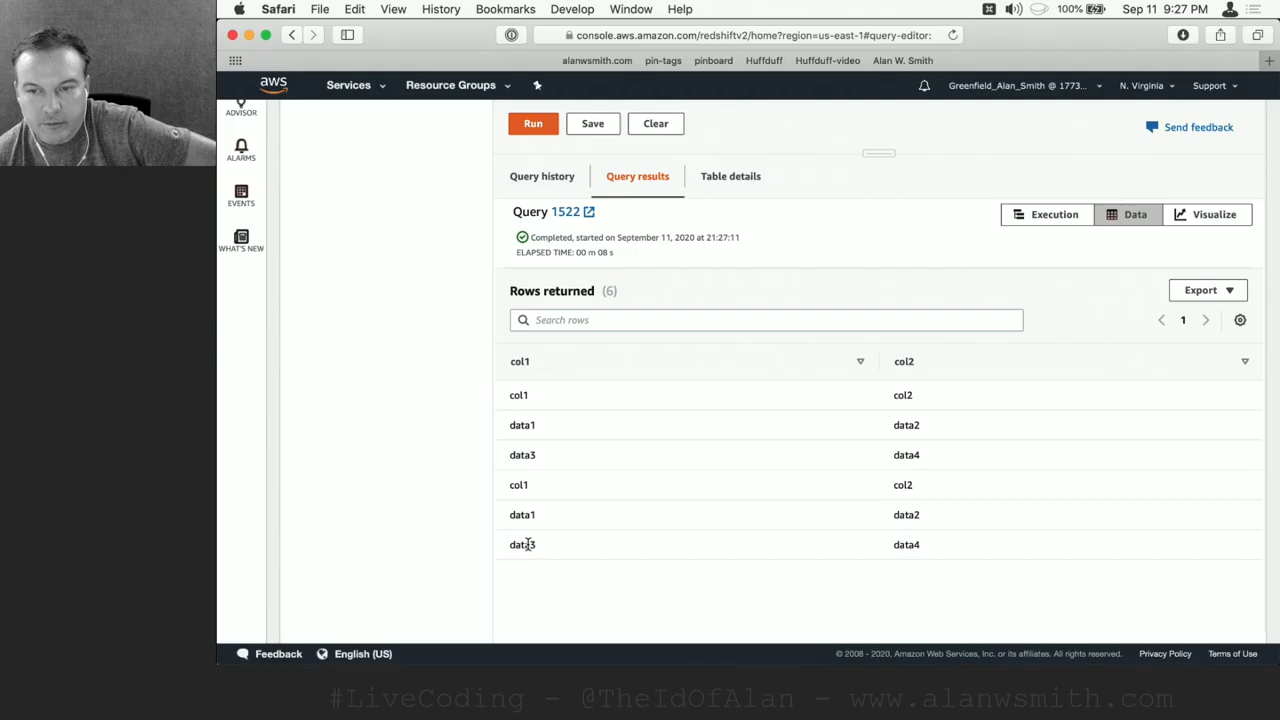 Safari File Edit View History Bookmarks Develop Window Help 100% Sep 11 9:27 PM
console.aws.amazon.com/redshiftv2/home?region=us-east-1#query-editor:
alanwsmith.com pin-tags pinboard Huffduff Huffduff-video Alan W. Smith
aws Services Resource Groups Greenfield_Alan_Smith @ 1773... N. Virginia Support
ADVISOR
ALARMS
EVENTS
WHAT'S NEW
Run Save Clear Send feedback
Query history Query results Table details
Query 1522 Execution Data Visualize
Completed, started on September 11, 2020 at 21:27:11
ELAPSED TIME: 00 m 08 s
Rows returned (6) Export
Search rows 1
col1 col2
col1 col2
data1 data2
data3 data4
col1 col2
data1 data2
data3 data4
Feedback English (US) © 2008 - 2020, Amazon Web Services, Inc. or its affiliates. All rights reserved. Privacy Policy Terms of Use
#LiveCoding - @TheIdOfAlan - www.alanwsmith.com